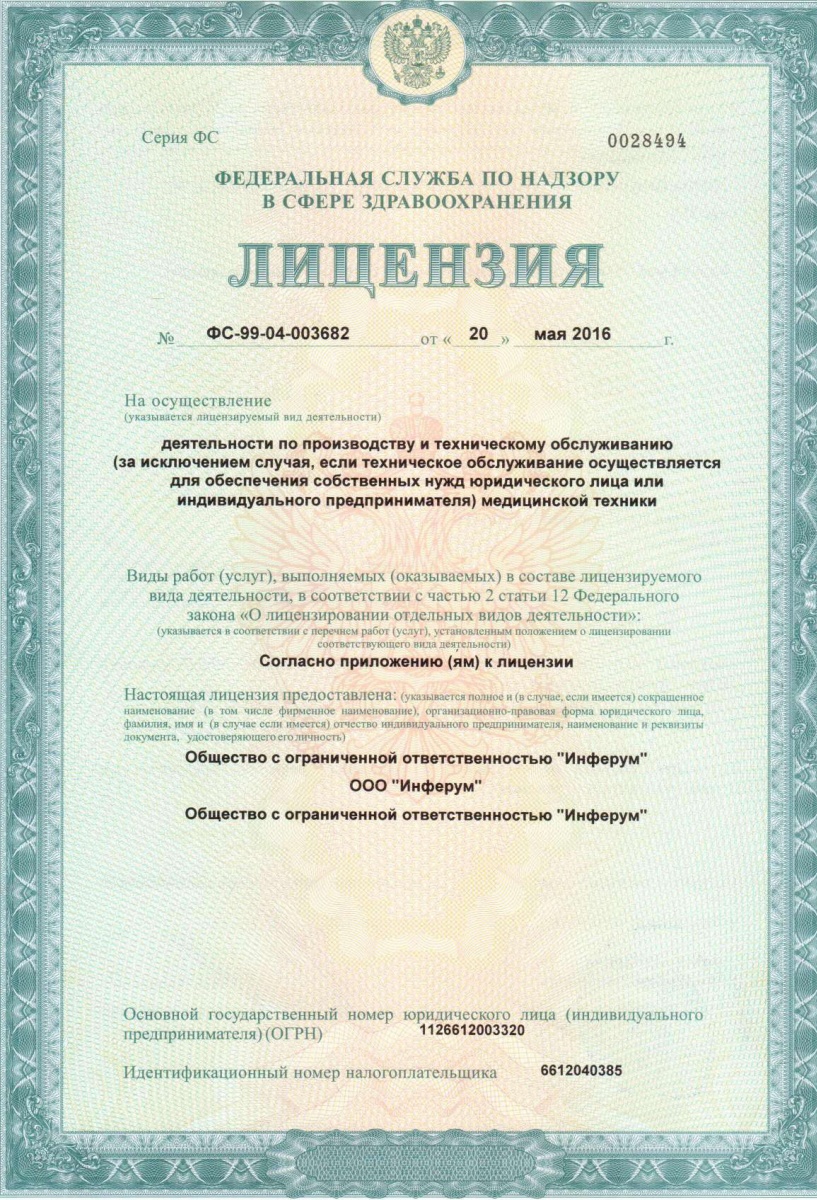 Серия ФС
0028494
ФЕДЕРАЛЬНАЯ СЛУЖБА ПО НАДЗОРУ
В СФЕРЕ ЗДРАВООХРАНЕНИЯ
ЛИЦЕНЗИЯ
№ ФС-99-04-003682 от « 20 » мая 2016 г.
На осуществление
(указывается лицензируемый вид деятельности)
деятельности по производству и техническому обслуживанию
(за исключением случая, если техническое обслуживание осуществляется
для обеспечения собственных нужд юридического лица или
индивидуального предпринимателя) медицинской техники
Виды работ (услуг), выполняемых (оказываемых) в составе лицензируемого
вида деятельности, в соответствии с частью 2 статьи 12 Федерального
закона «О лицензировании отдельных видов деятельности»:
(указывается в соответствии с перечнем работ (услуг), установленным положением о лицензировании
соответствующего вида деятельности)
Согласно приложению (ям) к лицензии
Настоящая лицензия предоставлена: (указывается полное и (в случае, если имеется) сокращенное
наименование (в том числе фирменное наименование), организационно-правовая форма юридического лица,
фамилия, имя и (в случае если имеется) отчество индивидуального предпринимателя, наименование и реквизиты
документа, удостоверяющего его личность)
Общество с ограниченной ответственностью "Инферум"
ООО "Инферум"
Общество с ограниченной ответственностью "Инферум"
Основной государственный номер юридического лица (индивидуального
предпринимателя) (ОГРН) 1126612003320
Идентификационный номер налогоплательщика 6612040385